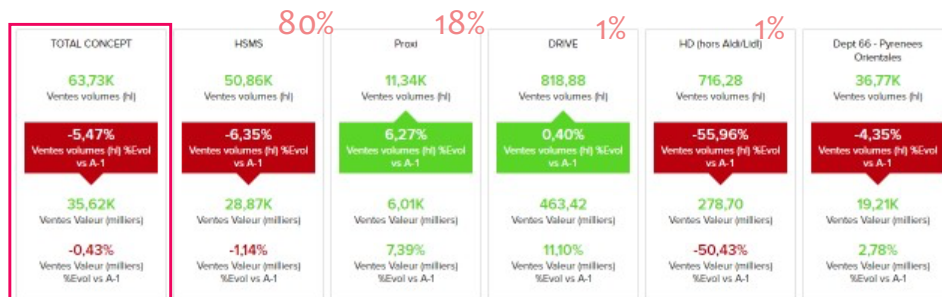 80%
18%
1%
1%
TOTAL CONCEPT
63,73K
Ventes volumes (hl)
-5,47%
Ventes volumes (hl) %Evol
vs A-1
35,62K
Ventes Valeur (milliers)
-0,43%
Ventes Valeur (milliers)
%Evol vs A-1
HSMS
50,86K
Ventes volumes (hl)
-6,35%
Ventes volumes (hl) %Evol
vs A-1
28,87K
Ventes Valeur (milliers)
-1,14%
Ventes Valeur (milliers)
%Evol vs A-1
Proxi
11,34K
Ventes volumes (hl)
6,27%
Ventes volumes (hl) %Evol
vs A-1
6,01K
Ventes Valeur (milliers)
7,39%
Ventes Valeur (milliers)
%Evol vs A-1
DRIVE
818,88
Ventes volumes (hl)
0,40%
Ventes volumes (hl) %Evol
vs A-1
463,42
Ventes Valeur (milliers)
11,10%
Ventes Valeur (milliers)
%Evol vs A-1
HD (hors Aldi/Lidl)
716,28
Ventes volumes (hl)
-55,96%
Ventes volumes (hl) %Evol
vs A-1
278,70
Ventes Valeur (milliers)
-50,43%
Ventes Valeur (milliers)
%Evol vs A-1
Dept 66 - Pyrenees
Orientales
36,77K
Ventes volumes (hl)
-4,35%
Ventes volumes (hl) %Evol
vs A-1
19,21K
Ventes Valeur (milliers)
2,78%
Ventes Valeur (milliers)
%Evol vs A-1